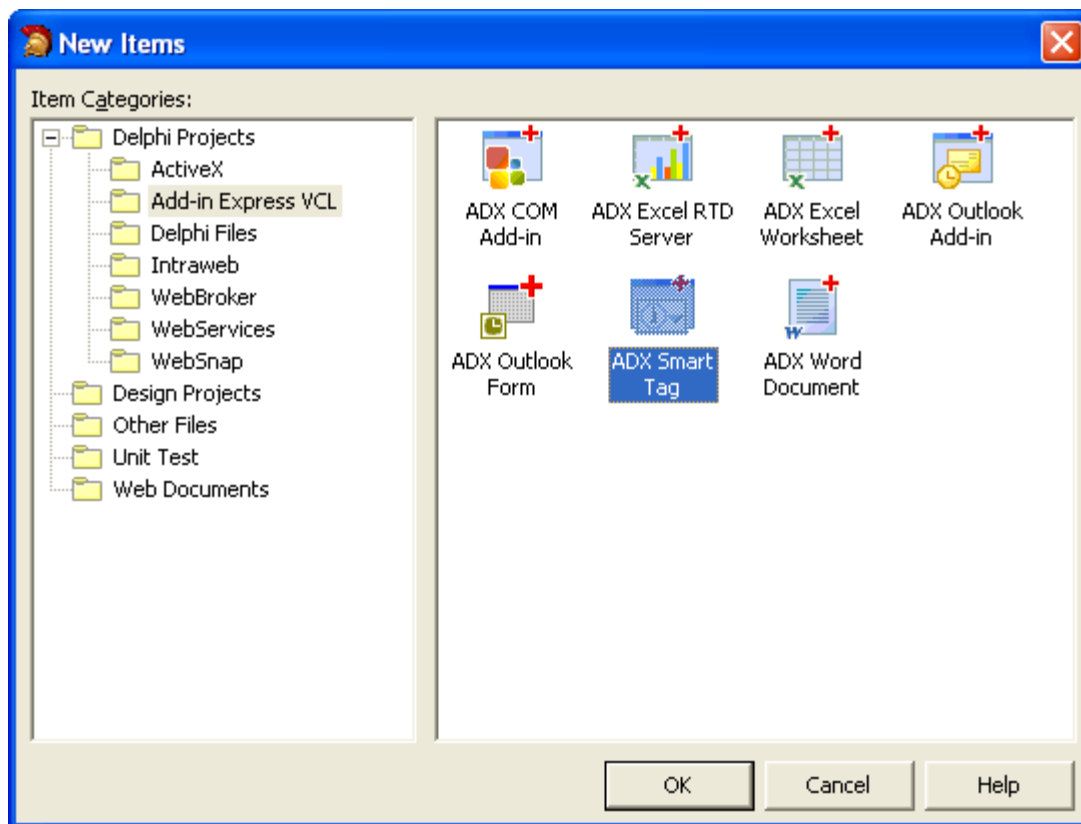 New Items
Item Categories:
Delphi Projects
ActiveX
Add-in Express VCL
Delphi Files
Intraweb
WebBroker
WebServices
WebSnap
Design Projects
Other Files
Unit Test
Web Documents
ADX COM
Add-in
ADX Excel RTD
Server
ADX Excel
Worksheet
ADX Outlook
Add-in
ADX Outlook
Form
ADX Smart
Tag
ADX Word
Document
OK
Cancel
Help